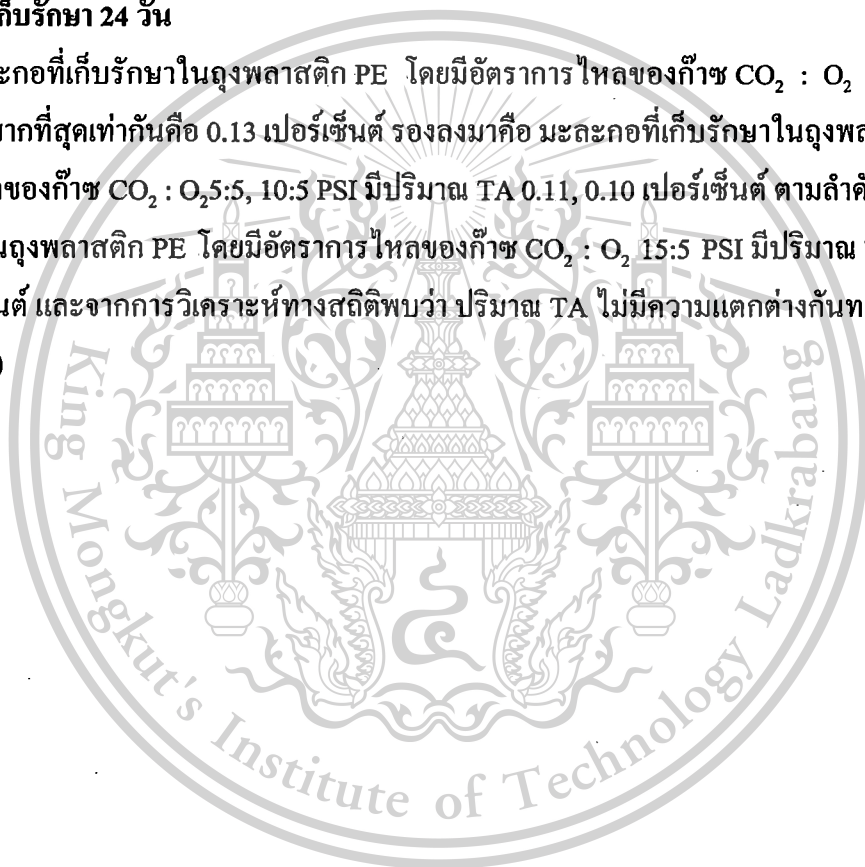 เก็บรักษา 24 วัน
ะกอที่เก็บรักษาในถุงพลาสติก PE โดยมีอัตราการไหลของก๊าซ CO₂ : O₂
มากที่สุดเท่ากันคือ 0.13 เปอร์เซ็นต์ รองลงมาคือ มะละกอที่เก็บรักษาในถุงพล
ของก๊าซ CO₂ : O₂5:5, 10:5 PSI มีปริมาณ TA 0.11, 0.10 เปอร์เซ็นต์ ตามลำดั
นถุงพลาสติก PE โดยมีอัตราการไหลของก๊าซ CO₂ : O₂ 15:5 PSI มีปริมาณ
นต์ และจากการวิเคราะห์ทางสถิติพบว่า ปริมาณ TA ไม่มีความแตกต่างกันท
)
King Mongkut's Institute of Technology Ladkrabang